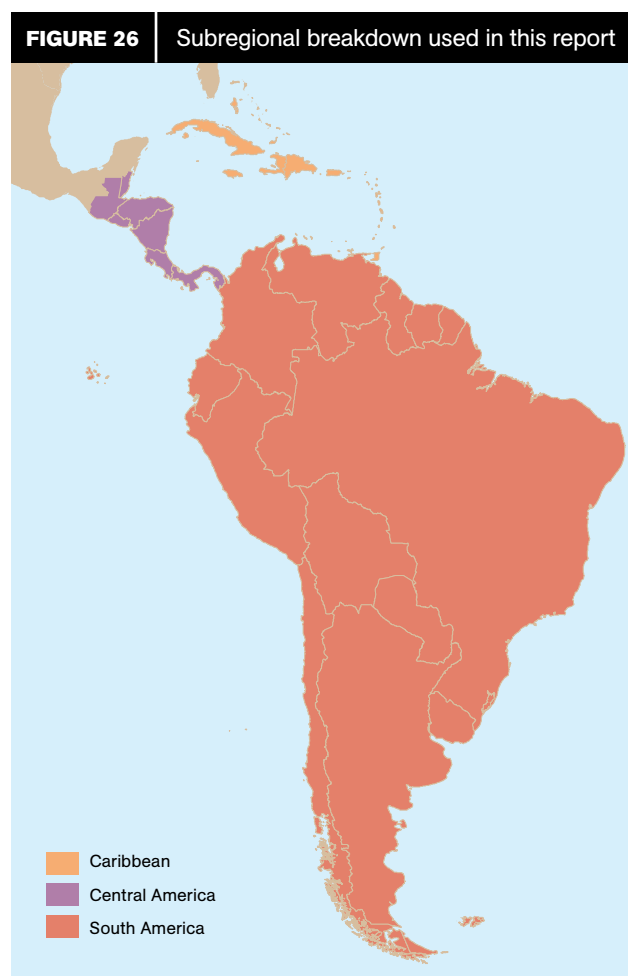 FIGURE 26 Subregional breakdown used in this report
Caribbean
Central America
South America